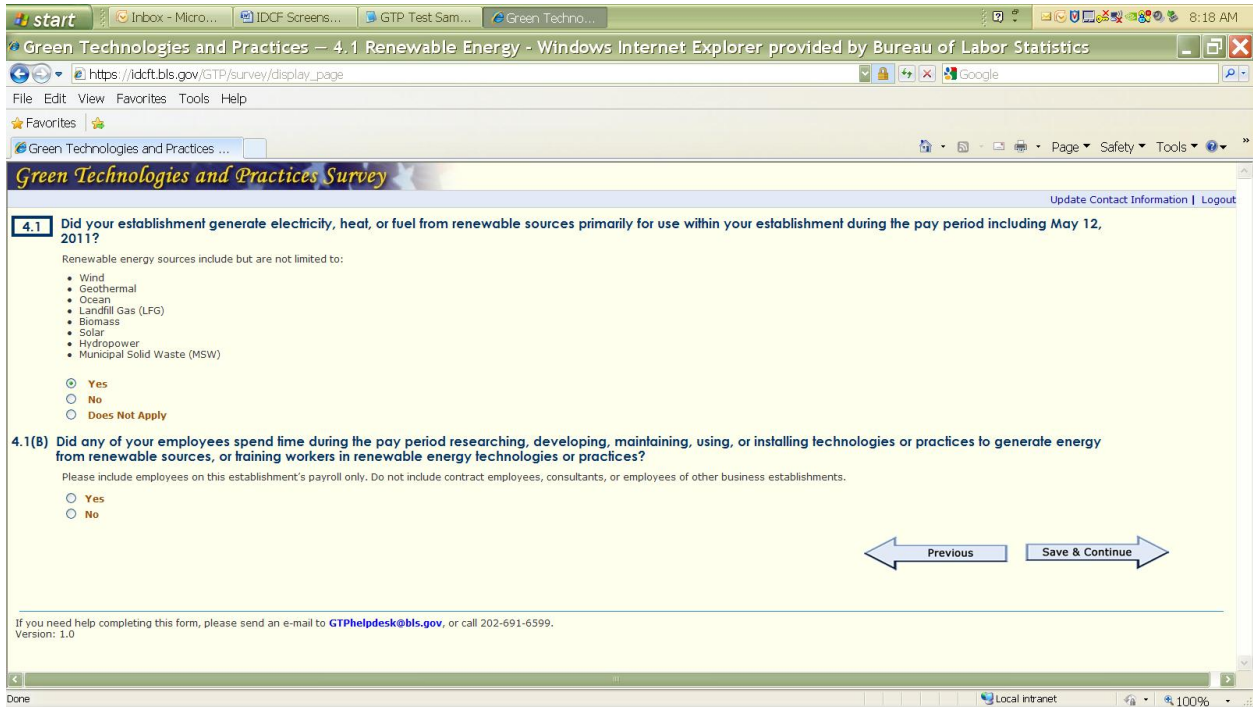 start
Inbox - Micro...
IDCF Screens...
GTP Test Sam...
Green Techno...
8:18 AM
Green Technologies and Practices — 4.1 Renewable Energy - Windows Internet Explorer provided by Bureau of Labor Statistics
https://idcft.bls.gov/GTP/survey/display_page
Google
File Edit View Favorites Tools Help
Favorites
Green Technologies and Practices ...
Page Safety Tools
Green Technologies and Practices Survey
Update Contact Information | Logout
4.1 Did your establishment generate electricity, heat, or fuel from renewable sources primarily for use within your establishment during the pay period including May 12,
2011?
Renewable energy sources include but are not limited to:
• Wind
• Geothermal
• Ocean
• Landfill Gas (LFG)
• Biomass
• Solar
• Hydropower
• Municipal Solid Waste (MSW)
Yes
No
Does Not Apply
4.1(B) Did any of your employees spend time during the pay period researching, developing, maintaining, using, or installing technologies or practices to generate energy
from renewable sources, or training workers in renewable energy technologies or practices?
Please include employees on this establishment's payroll only. Do not include contract employees, consultants, or employees of other business establishments.
Yes
No
Previous
Save & Continue
If you need help completing this form, please send an e-mail to GTPhelpdesk@bls.gov, or call 202-691-6599.
Version: 1.0
Done
Local intranet
100%